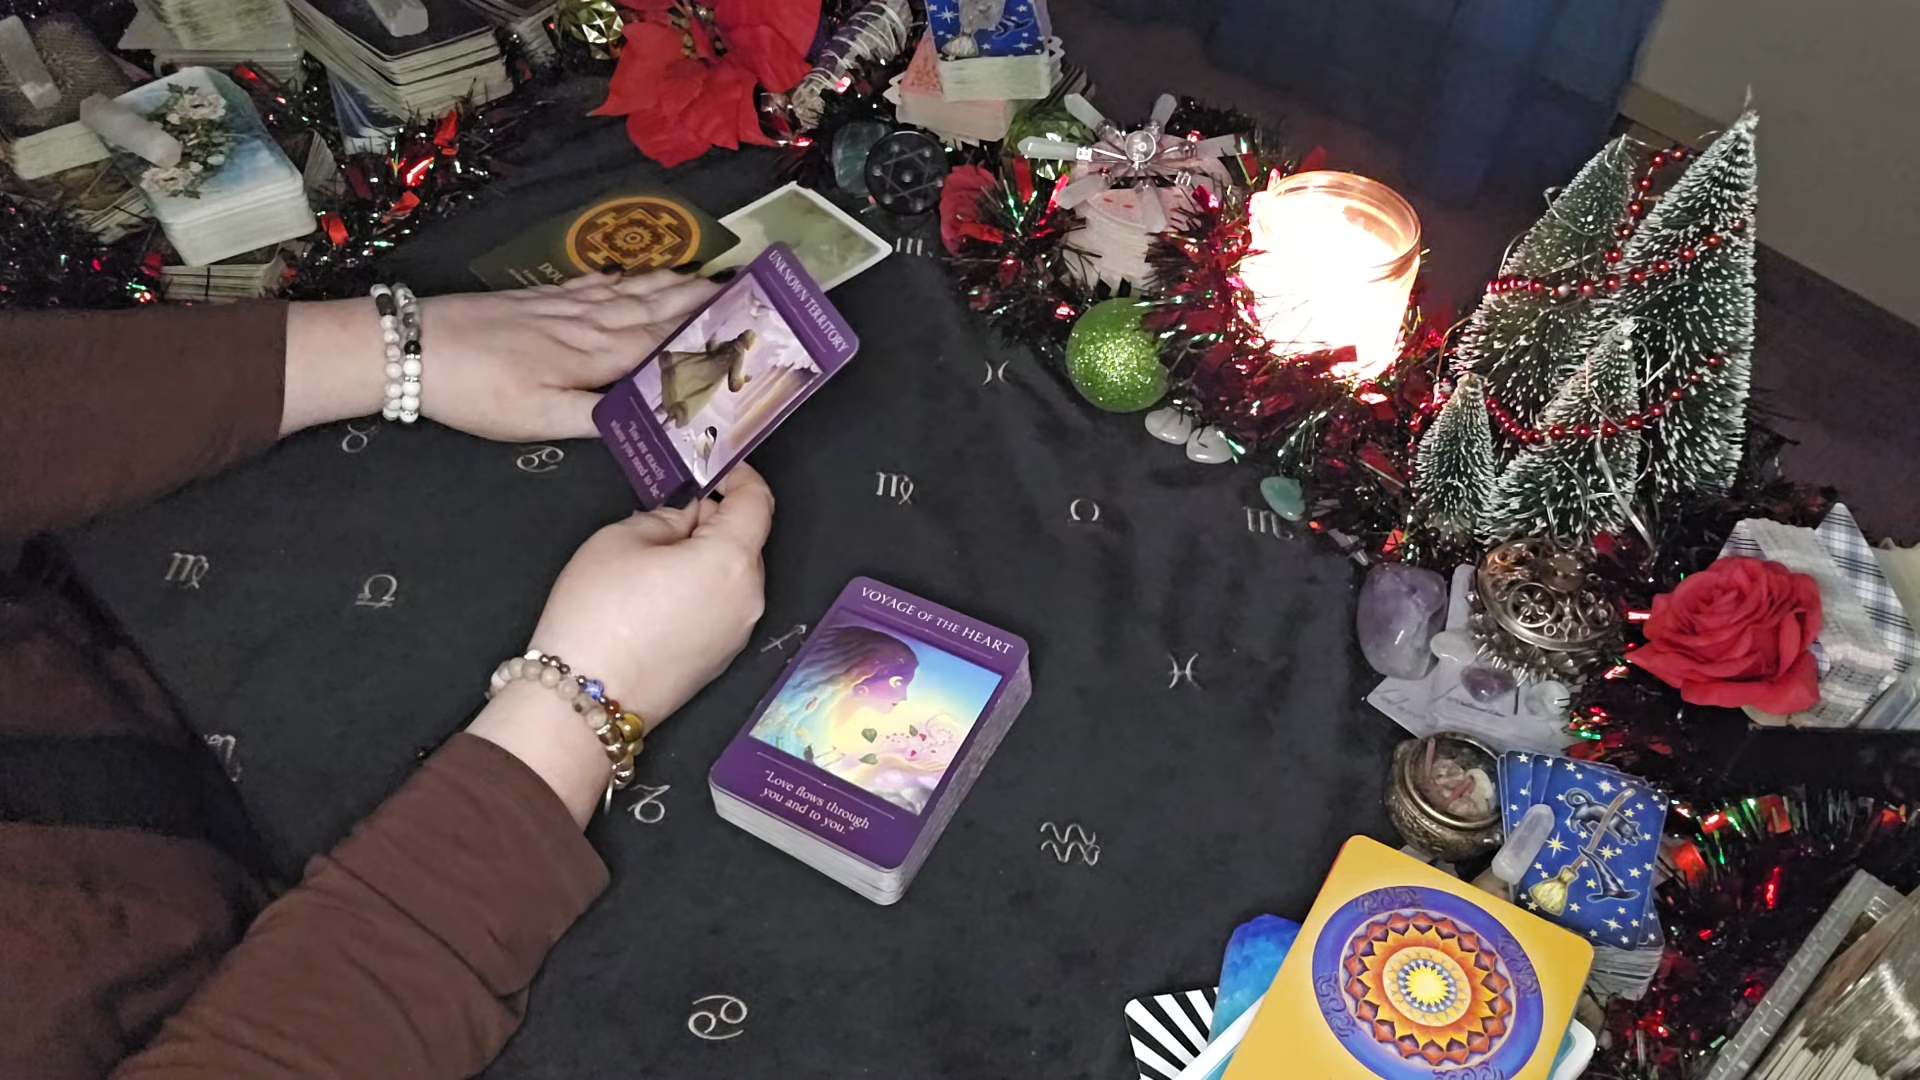 UNKNOWN TERRITORY
"You are exactly
where you need to be."
VOYAGE OF THE HEART
"Love flows through
you and to you."